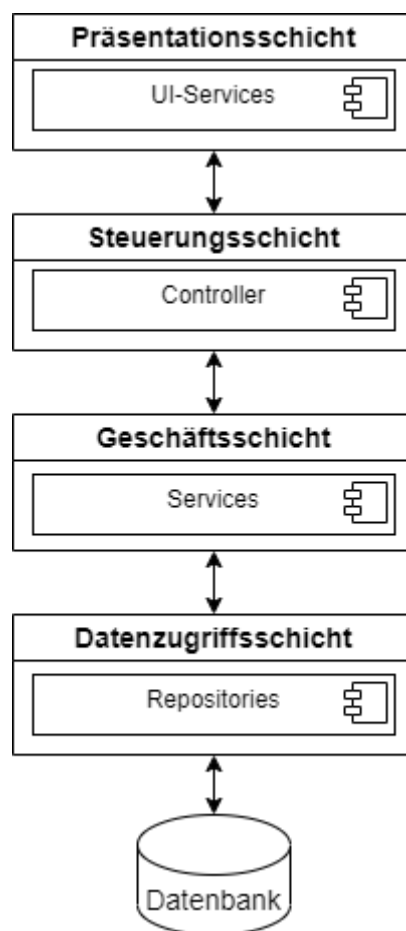 Präsentationsschicht
UI-Services
Steuerungsschicht
Controller
Geschäftsschicht
Services
Datenzugriffsschicht
Repositories
Datenbank